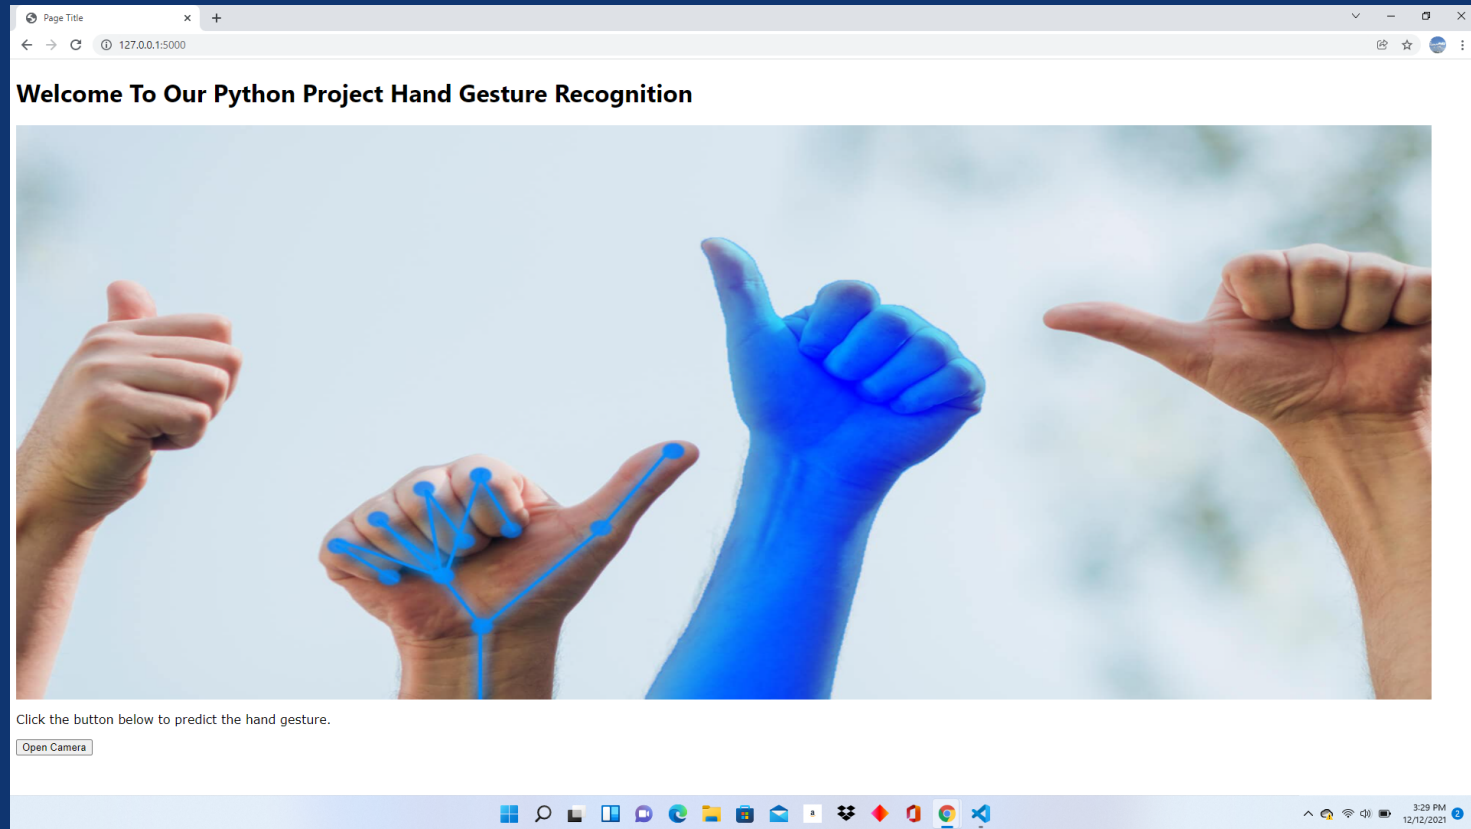 Page Title
127.0.0.1:5000
Welcome To Our Python Project Hand Gesture Recognition
Click the button below to predict the hand gesture.
Open Camera
a
3:29 PM
12/12/2021
2